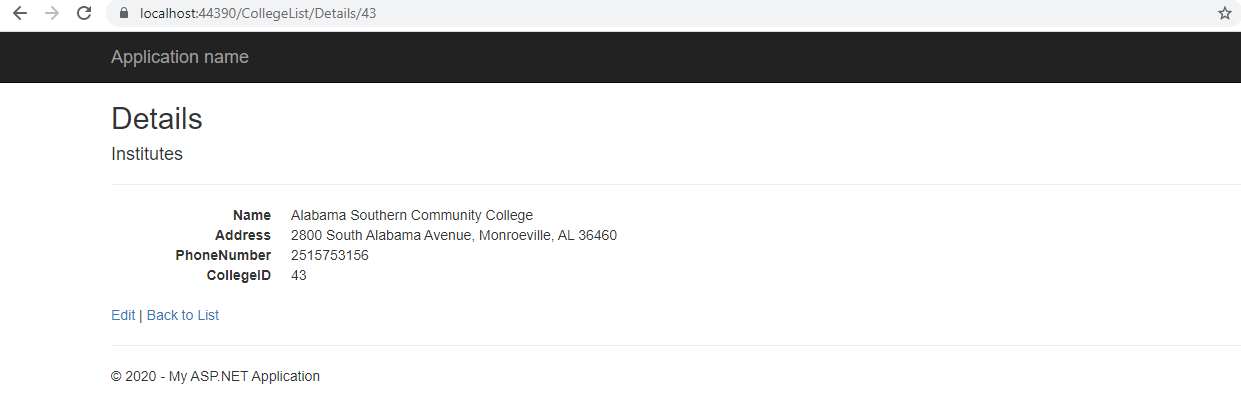 localhost:44390/CollegeList/Details/43
Application name
Details
Institutes
Name Alabama Southern Community College
Address 2800 South Alabama Avenue, Monroeville, AL 36460
PhoneNumber 2515753156
CollegeID 43
Edit | Back to List
© 2020 - My ASP.NET Application